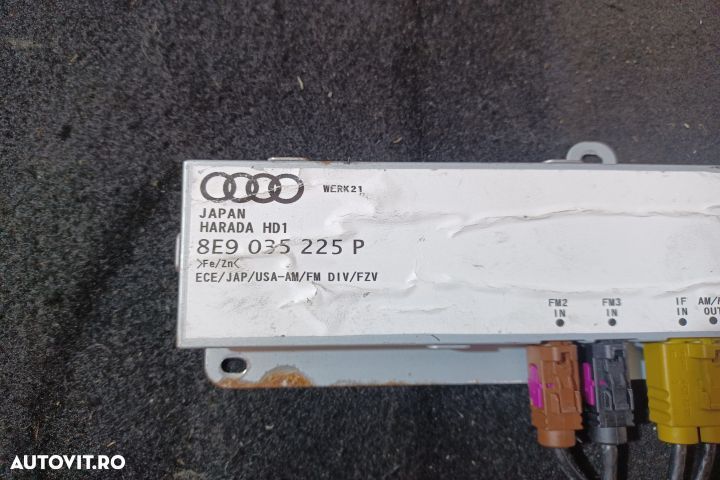 WERK21
JAPAN
HARADA HD1
8E9 035 225 P
>Fe/Zn<
ECE/JAP/USA-AM/FM DIV/FZV
FM2 FM3 IF
IN IN IN OUT
AUTOVIT.RO